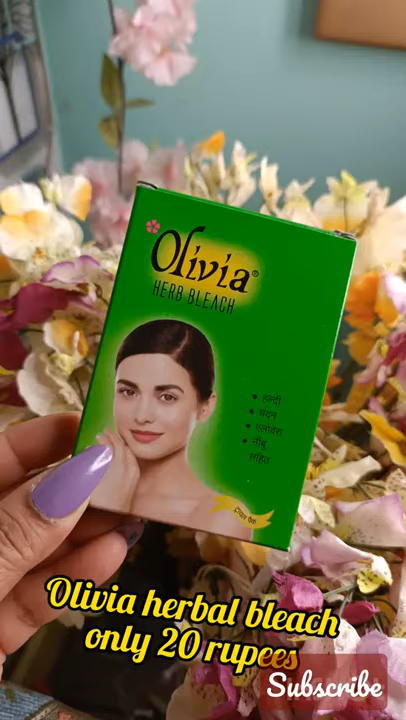 Olivia®
HERB BLEACH
• हल्दी
• चंदन
• एलोवेरा
• नींबू
सहित
Olivia herbal bleach
only 20 rupees
Subscribe